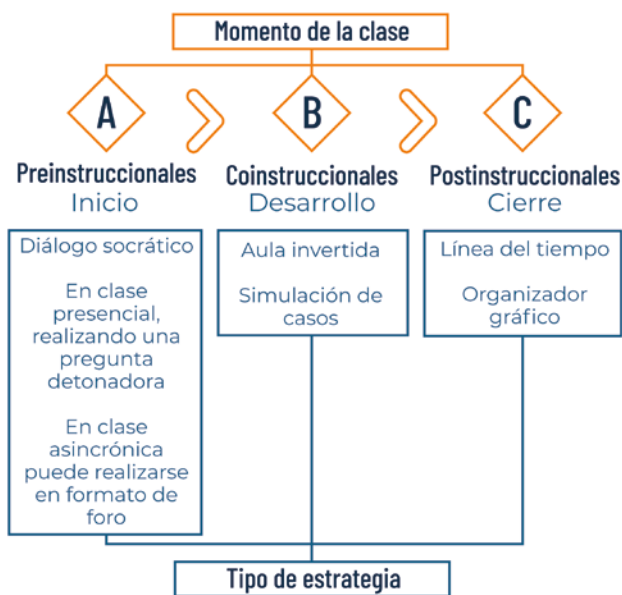 Momento de la clase
A
B
C
Preinstruccionales
Inicio
Coinstruccionales
Desarrollo
Postinstruccionales
Cierre
Diálogo socrático
En clase
presencial,
realizando una
pregunta
detonadora
En clase
asincrónica
puede realizarse
en formato de
foro
Aula invertida
Simulación de
casos
Línea del tiempo
Organizador
gráfico
Tipo de estrategia